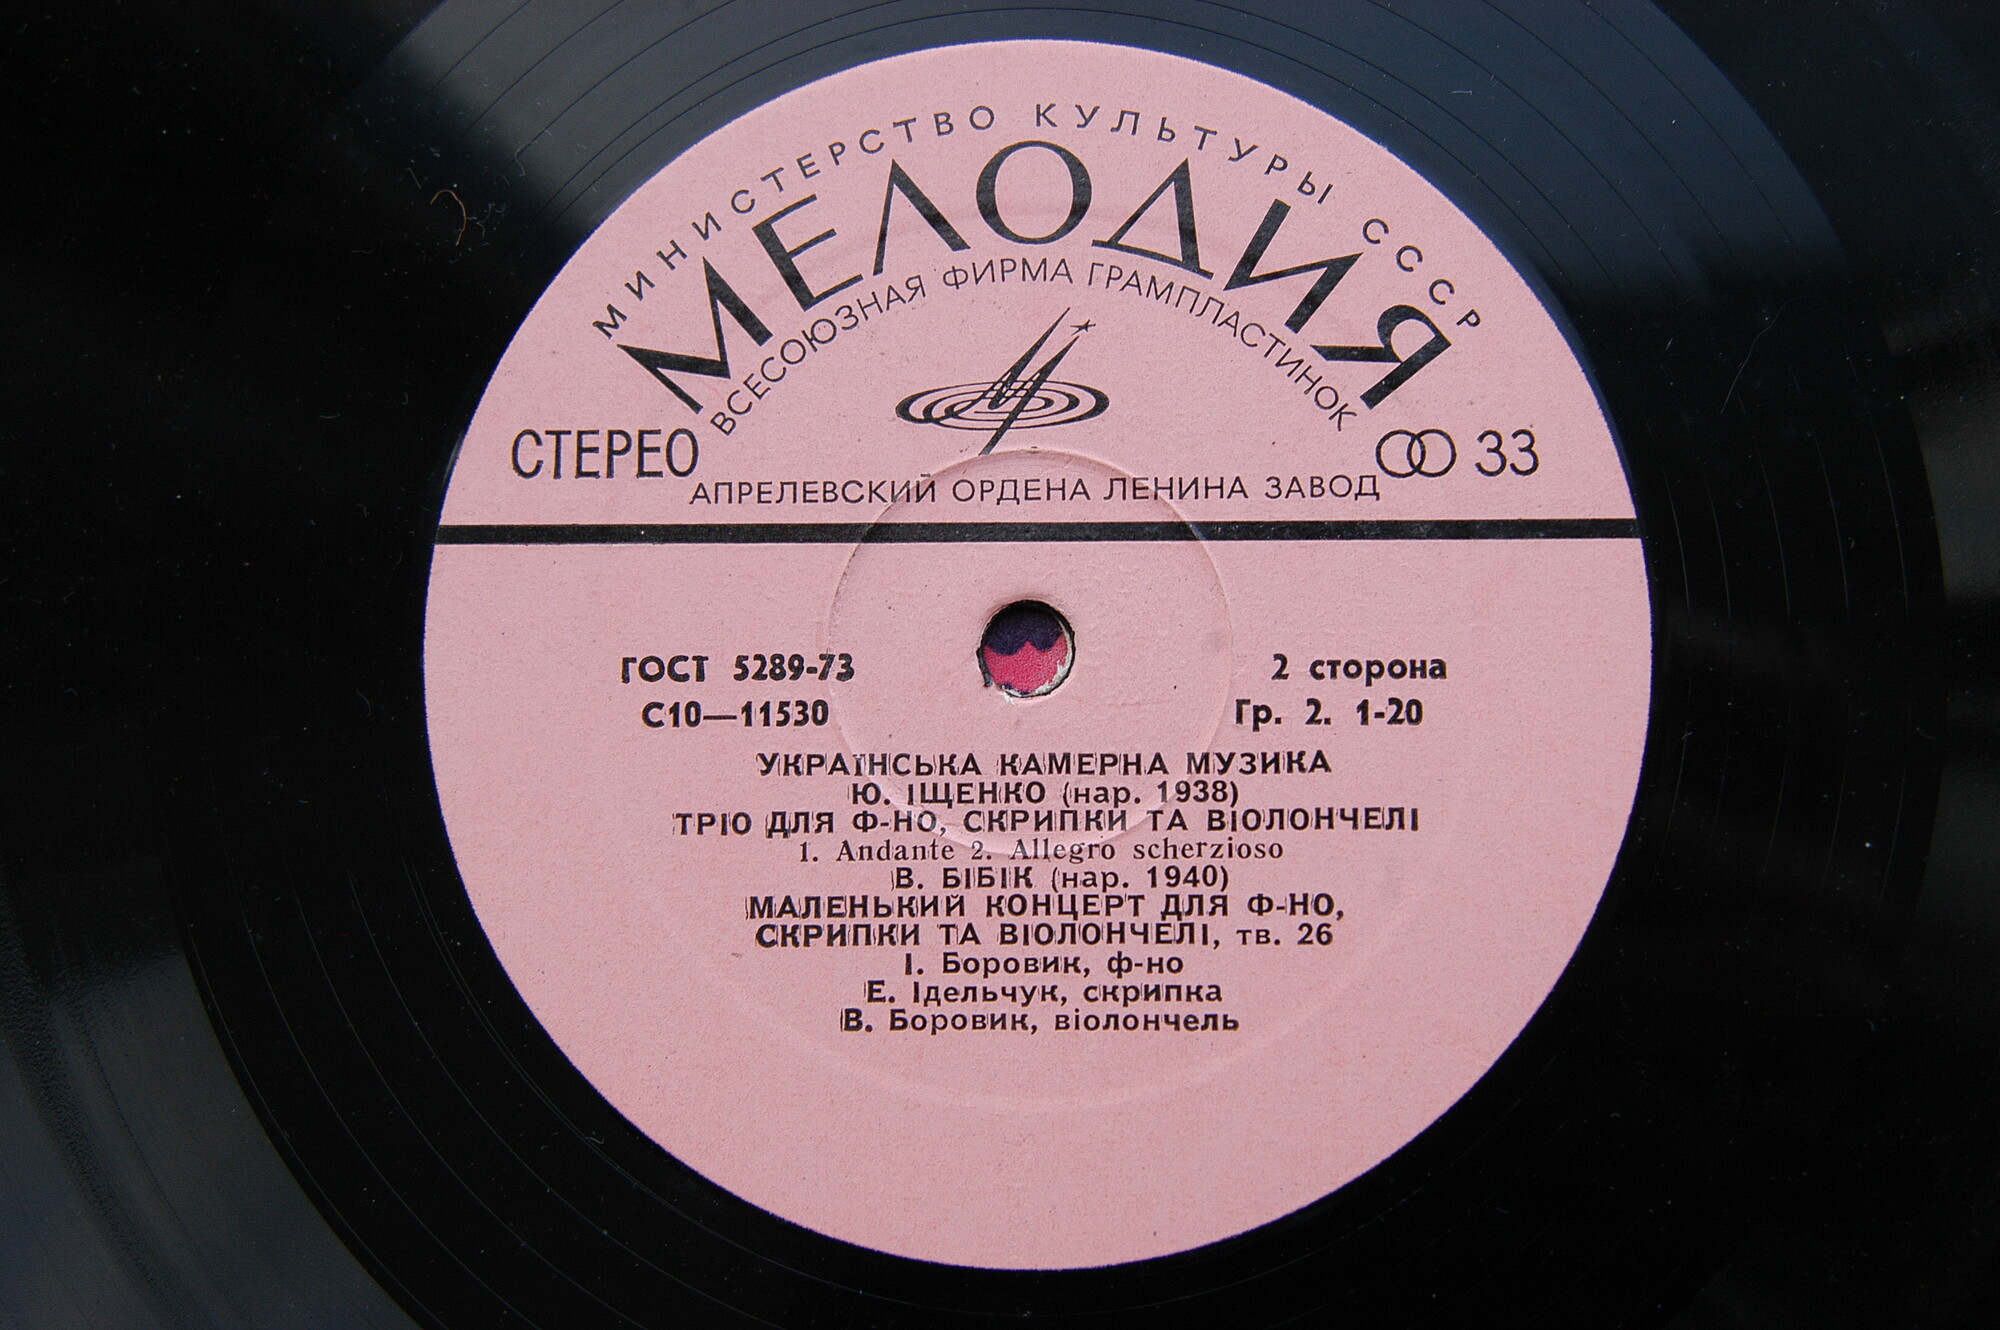 МИНИСТЕРСТВО КУЛЬТУРЫ СССР
МЕЛОДИЯ
ВСЕСОЮЗНАЯ ФИРМА ГРАМПЛАСТИНОК
СТЕРЕО 33
АПРЕЛЕВСКИЙ ОРДЕНА ЛЕНИНА ЗАВОД
ГОСТ 5289-73 2 сторона
С10—11530 Гр. 2. 1-20
УКРАЇНСЬКА КАМЕРНА МУЗИКА
Ю. ІЩЕНКО (нар. 1938)
ТРІО ДЛЯ Ф-НО, СКРИПКИ ТА ВІОЛОНЧЕЛІ
1. Andante 2. Allegro scherzioso
В. БІБІК (нар. 1940)
МАЛЕНЬКИЙ КОНЦЕРТ ДЛЯ Ф-НО,
СКРИПКИ ТА ВІОЛОНЧЕЛІ, тв. 26
І. Боровик, ф-но
Е. Ідельчук, скрипка
В. Боровик, віолончель